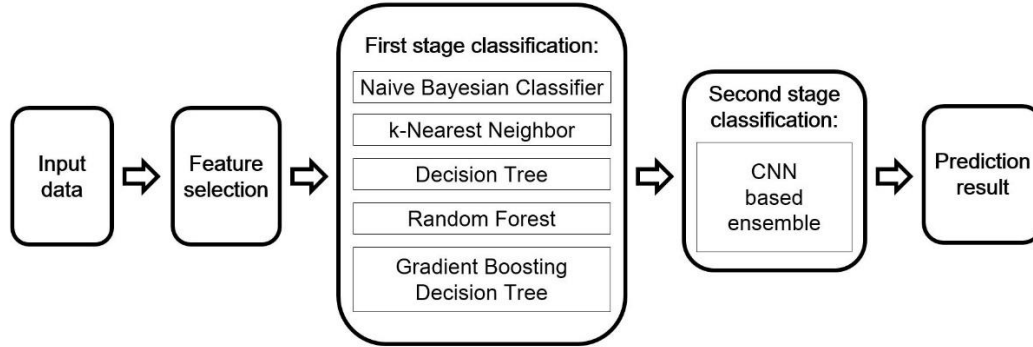 Input
data
Feature
selection
First stage classification:
Naive Bayesian Classifier
k-Nearest Neighbor
Decision Tree
Random Forest
Gradient Boosting
Decision Tree
Second stage
classification:
CNN
based
ensemble
Prediction
result